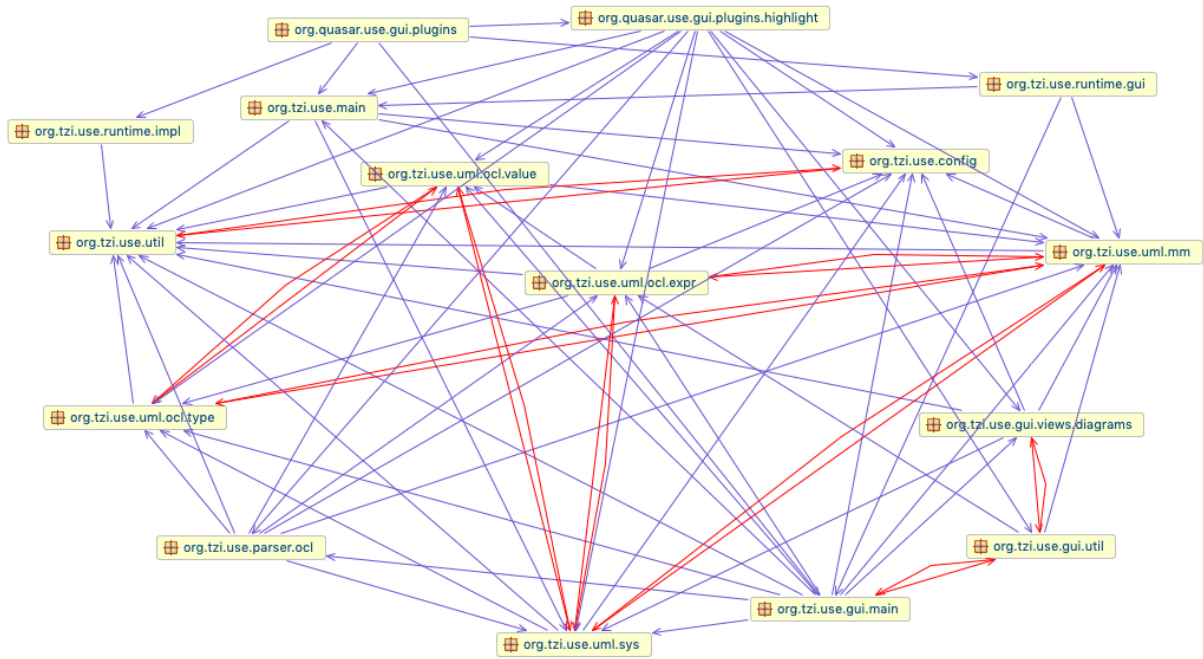 org.quasar.use.gui.plugins
org.quasar.use.gui.plugins.highlight
org.tzi.use.runtime.gui
org.tzi.use.main
org.tzi.use.runtime.impl
org.tzi.use.config
org.tzi.use.uml.ocl.value
org.tzi.use.util
org.tzi.use.uml.mm
org.tzi.use.uml.ocl.expr
org.tzi.use.uml.ocl.type
org.tzi.use.gui.views.diagrams
org.tzi.use.parser.ocl
org.tzi.use.gui.util
org.tzi.use.gui.main
org.tzi.use.uml.sys